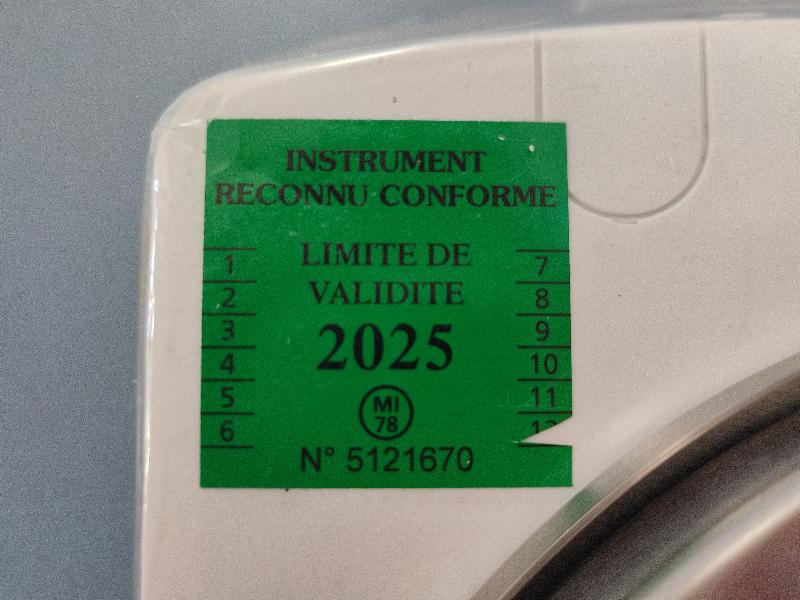 INSTRUMENT
RECONNU CONFORME
LIMITE DE
VALIDITE
2025
MI
78
N° 5121670
1
2
3
4
5
6
7
8
9
10
11
12